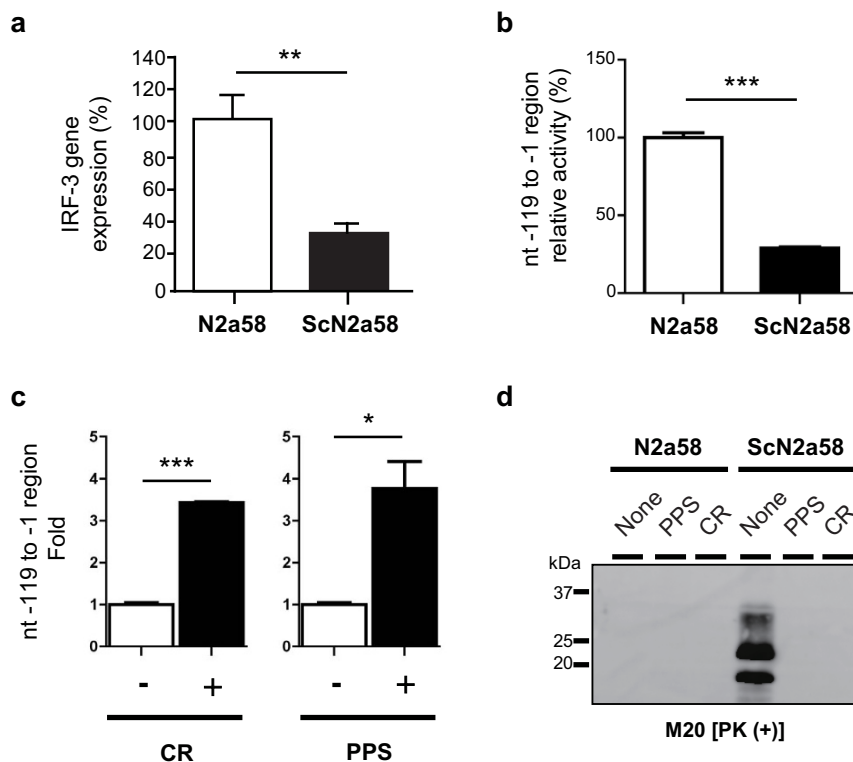 a
IRF-3 gene
expression (%)
140
120
100
80
60
40
20
0
**
N2a58 ScN2a58
b
nt -119 to -1 region
relative activity (%)
150
100
50
0
***
N2a58 ScN2a58
c
nt -119 to -1 region
Fold
5
4
3
2
1
0
***
- +
CR
5
4
3
2
1
0
*
- +
PPS
d
N2a58 ScN2a58
None PPS CR None PPS CR
kDa
37
25
20
M20 [PK (+)]